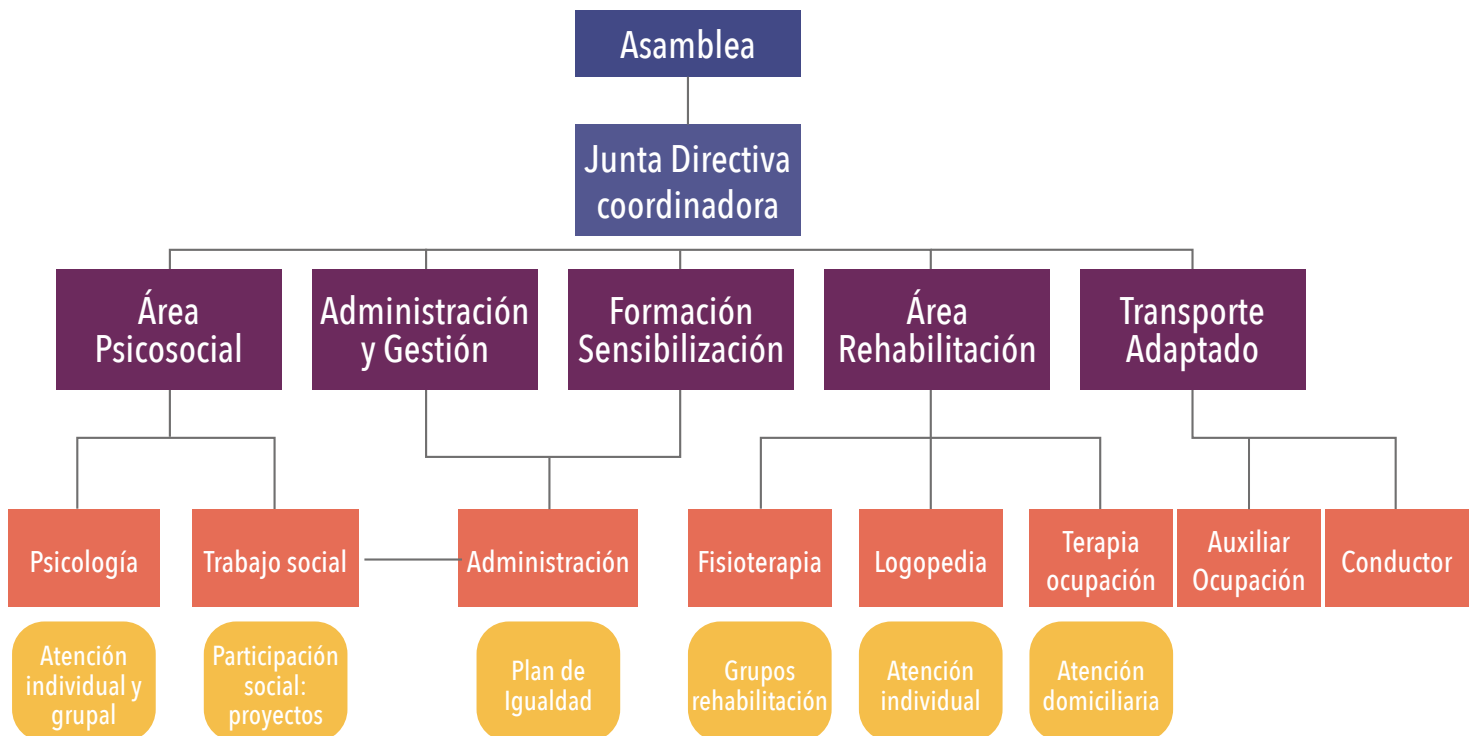 Asamblea
Junta Directiva
coordinadora
Área
Psicosocial
Administración
y Gestión
Formación
Sensibilización
Área
Rehabilitación
Transporte
Adaptado
Psicología
Trabajo social
Administración
Fisioterapia
Logopedia
Terapia
ocupación
Auxiliar
Ocupación
Conductor
Atención
individual y
grupal
Participación
social:
proyectos
Plan de
Igualdad
Grupos
rehabilitación
Atención
individual
Atención
domiciliaria